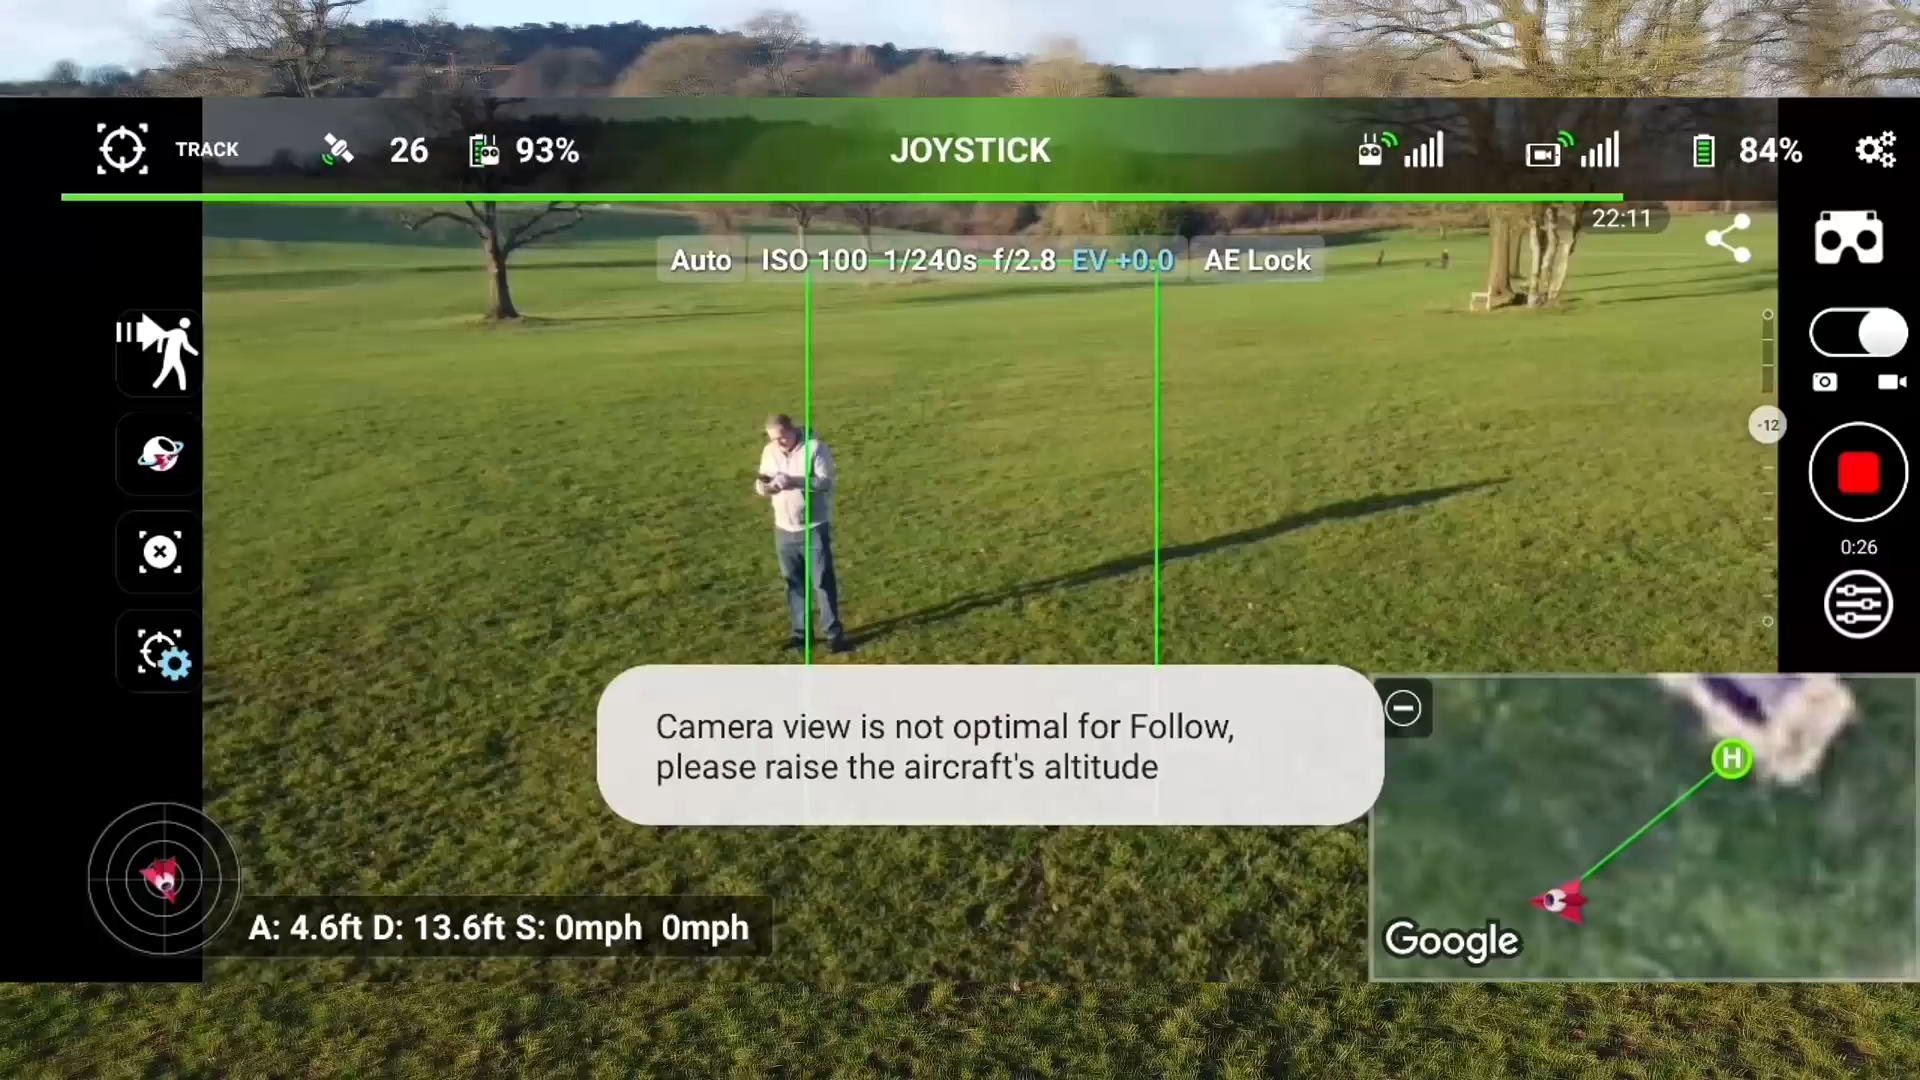 TRACK
26
93%
JOYSTICK
84%
22:11
Auto ISO 100 1/240s f/2.8 EV +0.0 AE Lock
-12
0:26
Camera view is not optimal for Follow,
please raise the aircraft's altitude
H
A: 4.6ft D: 13.6ft S: 0mph 0mph
Google